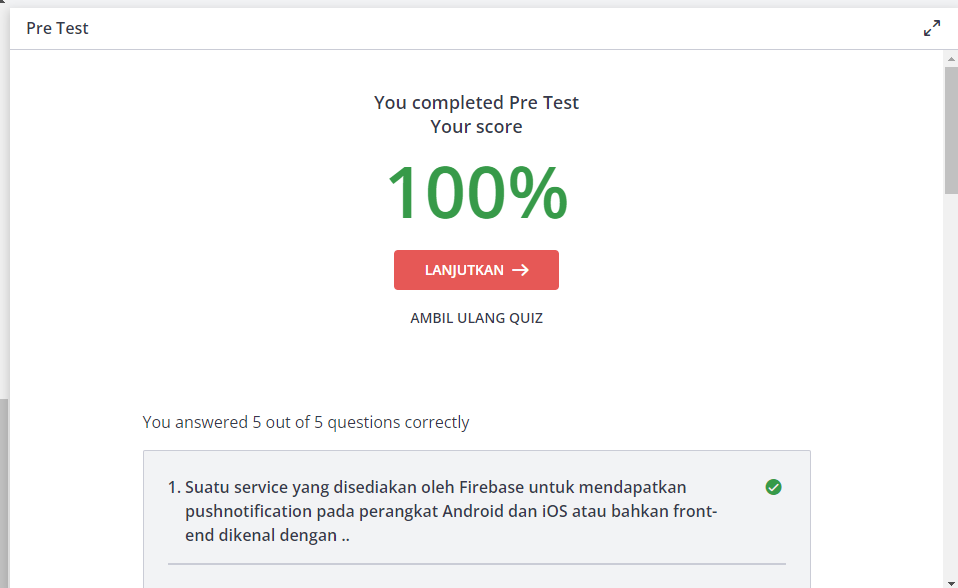 Pre Test
You completed Pre Test
Your score
100%
LANJUTKAN →
AMBIL ULANG QUIZ
You answered 5 out of 5 questions correctly
1. Suatu service yang disediakan oleh Firebase untuk mendapatkan
pushnotification pada perangkat Android dan iOS atau bahkan front-
end dikenal dengan ..